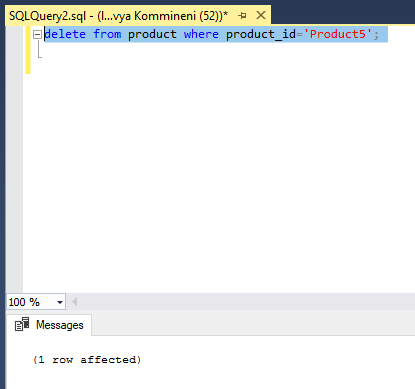 SQLQuery2.sql - (l...vya Kommineni (52))*
delete from product where product_id='Product5';
100 %
Messages
(1 row affected)